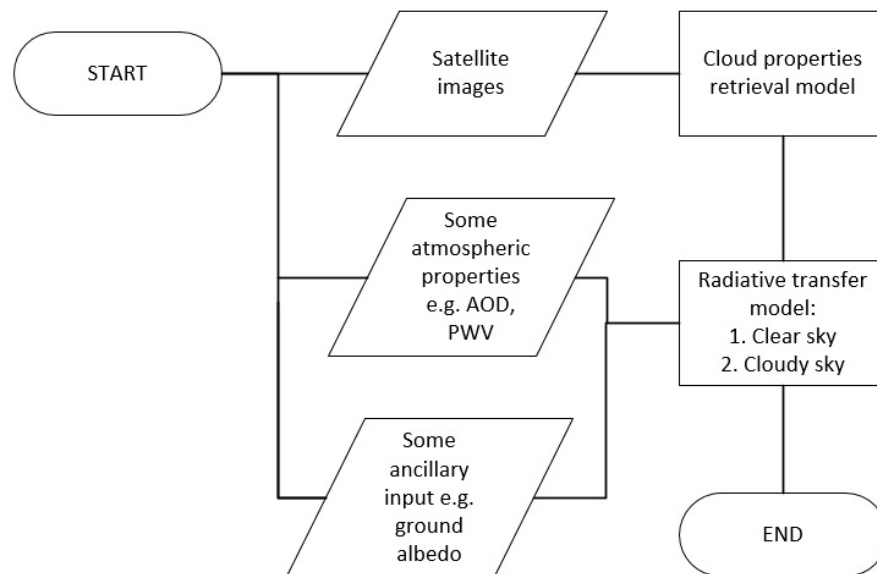 START
Satellite
images
Cloud properties
retrieval model
Some
atmospheric
properties
e.g. AOD,
PWV
Radiative transfer
model:
1. Clear sky
2. Cloudy sky
Some
ancillary
input e.g.
ground
albedo
END